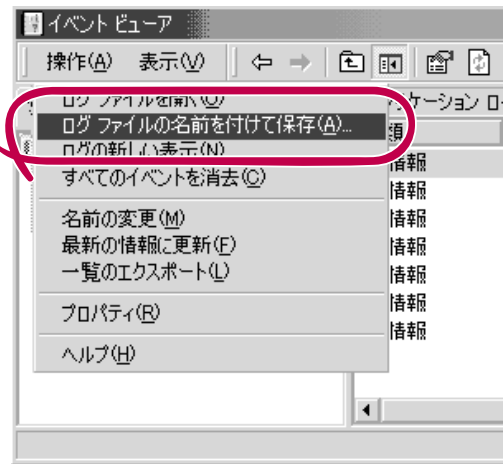 イベント ビューア
操作(A) 表示(V)
ログ ファイルを開く(O) ケーション ロ
ログ ファイルの名前を付けて保存(A)... 類
ログの新しい表示(N) 情報
すべてのイベントを消去(C) 情報
名前の変更(M) 情報
最新の情報に更新(F) 情報
一覧のエクスポート(L) 情報
プロパティ(R) 情報
情報
ヘルプ(H)